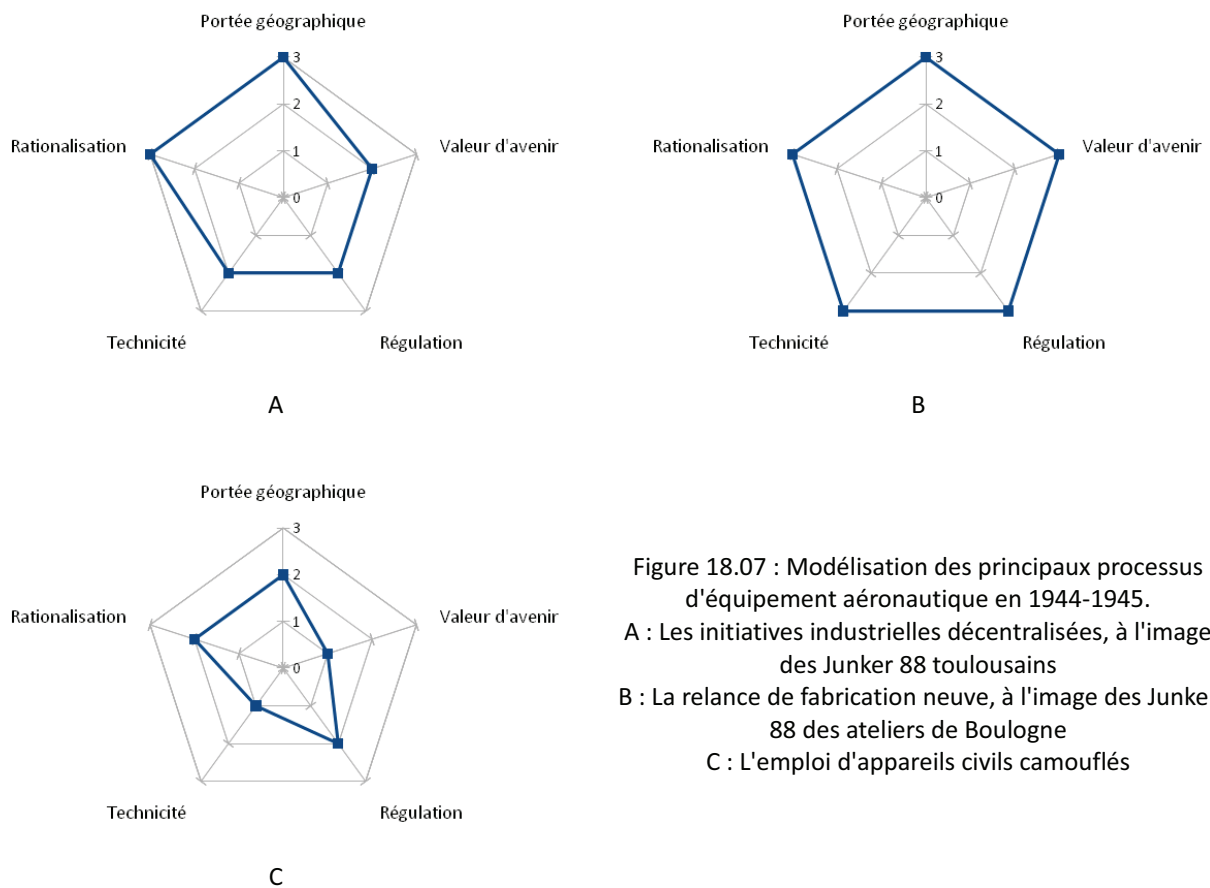 Portée géographique
3
2
1
0
Rationalisation
Valeur d'avenir
Technicité
Régulation
A
Portée géographique
3
2
1
0
Rationalisation
Valeur d'avenir
Technicité
Régulation
B
Portée géographique
3
2
1
0
Rationalisation
Valeur d'avenir
Technicité
Régulation
C
Figure 18.07 : Modélisation des principaux processus
d'équipement aéronautique en 1944-1945.
A : Les initiatives industrielles décentralisées, à l'image
des Junker 88 toulousains
B : La relance de fabrication neuve, à l'image des Junke
88 des ateliers de Boulogne
C : L'emploi d'appareils civils camouflés